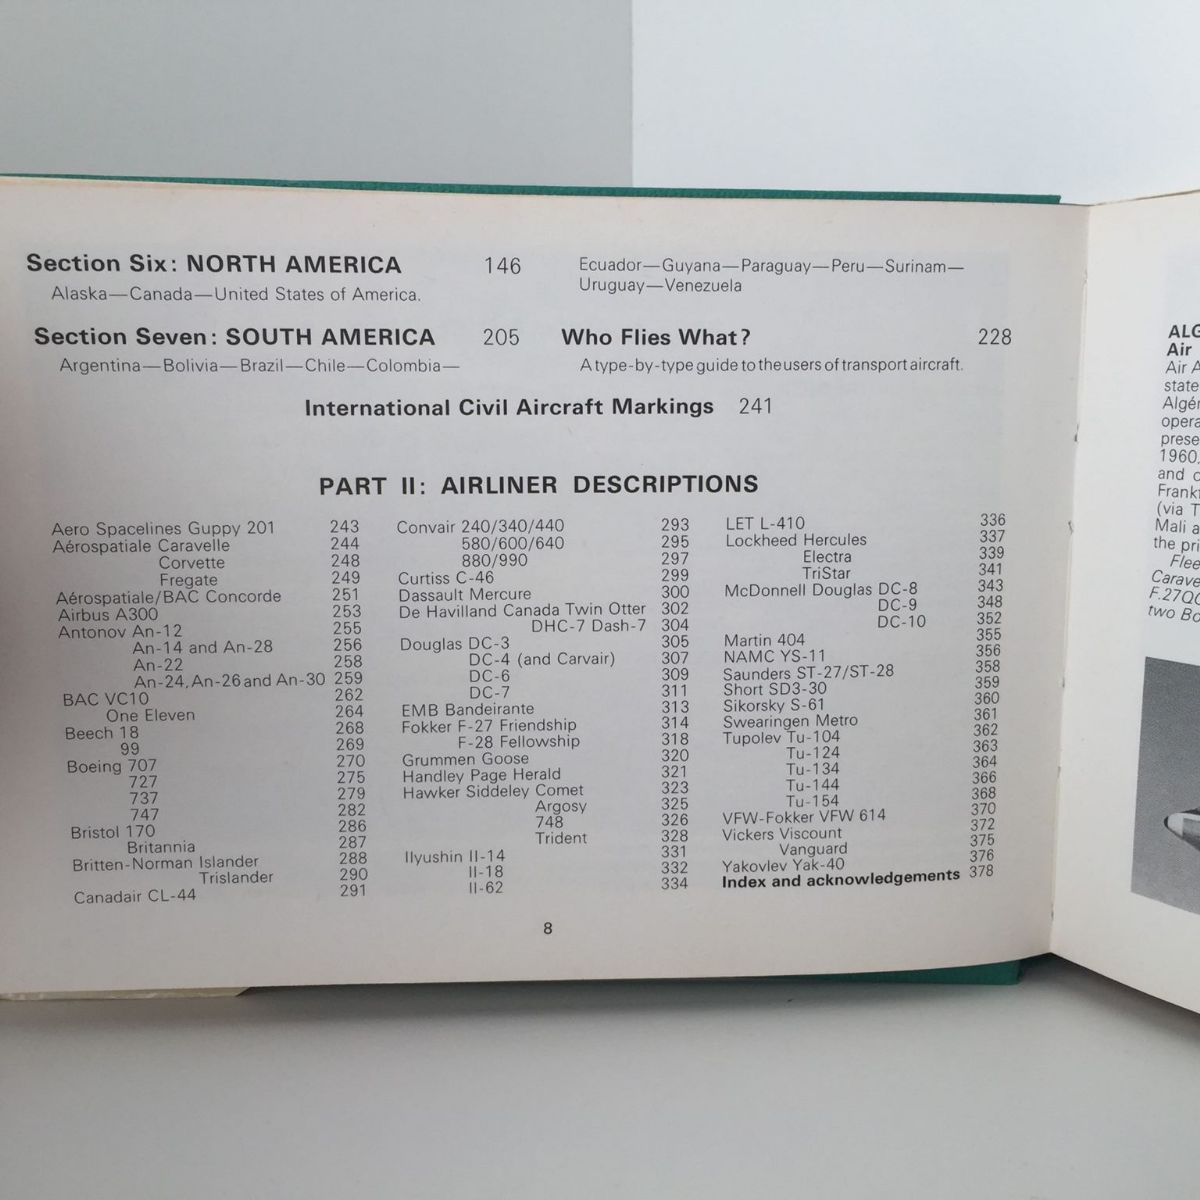 Section Six: NORTH AMERICA 146
Alaska—Canada—United States of America.
Section Seven: SOUTH AMERICA 205
Argentina—Bolivia—Brazil—Chile—Colombia—
Ecuador—Guyana—Paraguay—Peru—Surinam—
Uruguay—Venezuela
Who Flies What? 228
A type-by-type guide to the users of transport aircraft.
International Civil Aircraft Markings 241
PART II: AIRLINER DESCRIPTIONS
Aero Spacelines Guppy 201 243
Aérospatiale Caravelle 244
Corvette 248
Fregate 249
Aérospatiale/BAC Concorde 251
Airbus A300 253
Antonov An-12 255
An-14 and An-28 256
An-22 258
An-24, An-26 and An-30 259
BAC VC10 262
One Eleven 264
Beech 18 268
99 269
Boeing 707 270
727 275
737 279
747 282
Bristol 170 286
Britannia 287
Britten-Norman Islander 288
Trislander 290
Canadair CL-44 291
Convair 240/340/440 293
580/600/640 295
880/990 297
Curtiss C-46 299
Dassault Mercure 300
De Havilland Canada Twin Otter 302
DHC-7 Dash-7 304
Douglas DC-3 305
DC-4 (and Carvair) 307
DC-6 309
DC-7 311
EMB Bandeirante 313
Fokker F-27 Friendship 314
F-28 Fellowship 318
Grummen Goose 320
Handley Page Herald 321
Hawker Siddeley Comet 323
Argosy 325
748 326
Trident 328
Ilyushin Il-14 331
Il-18 332
Il-62 334
LET L-410 336
Lockheed Hercules 337
Electra 339
TriStar 341
McDonnell Douglas DC-8 343
DC-9 348
DC-10 352
Martin 404 355
NAMC YS-11 356
Saunders ST-27/ST-28 358
Short SD3-30 359
Sikorsky S-61 360
Swearingen Metro 361
Tupolev Tu-104 362
Tu-124 363
Tu-134 364
Tu-144 366
Tu-154 368
VFW-Fokker VFW 614 370
Vickers Viscount 372
Vanguard 375
Yakovlev Yak-40 376
Index and acknowledgements 378
8
Air
Air A
state
opera
prese
1960.
and
(via T
Mali a
the pri
Flee
Carave
two Bo